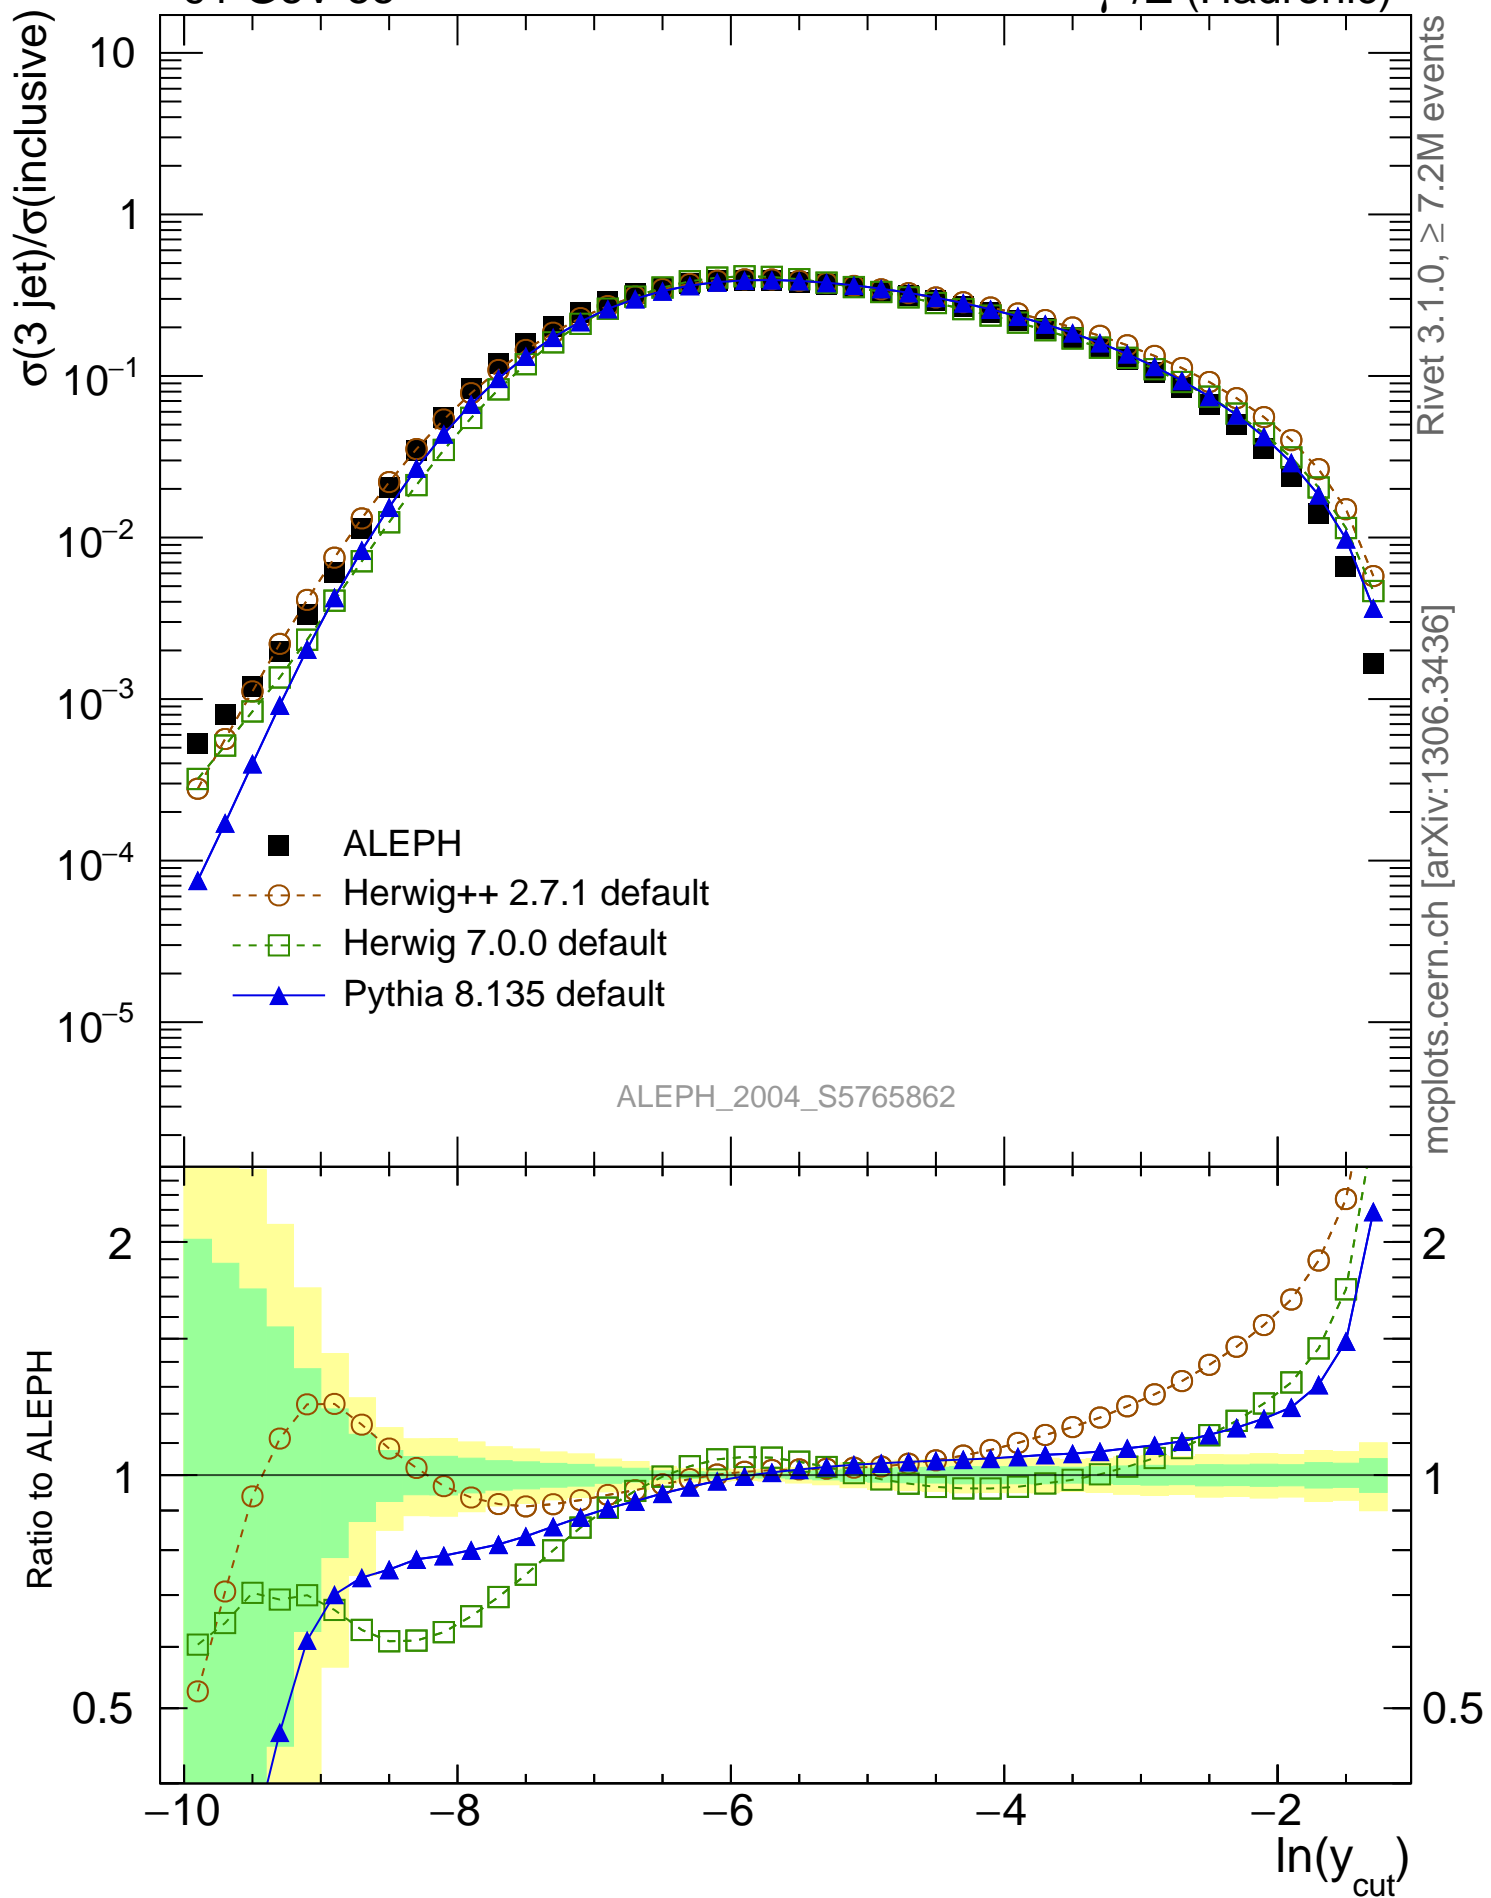 σ(3 jet)/σ(inclusive)
10
1
10−1
10−2
10−3
10−4
10−5
ALEPH
Herwig++ 2.7.1 default
Herwig 7.0.0 default
Pythia 8.135 default
ALEPH_2004_S5765862
Rivet 3.1.0, ≥ 7.2M events
mcplots.cern.ch [arXiv:1306.3436]
Ratio to ALEPH
2
1
0.5
2
1
0.5
−10 −8 −6 −4 −2
ln(ycut)